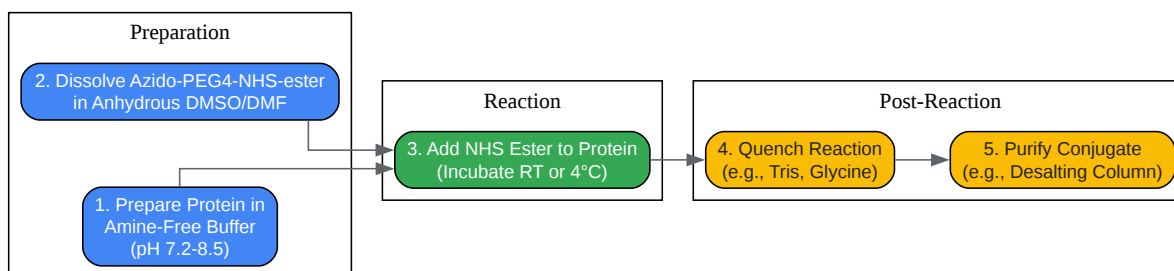 Preparation
2. Dissolve Azido-PEG4-NHS-ester
in Anhydrous DMSO/DMF
1. Prepare Protein in
Amine-Free Buffer
(pH 7.2-8.5)
Reaction
3. Add NHS Ester to Protein
(Incubate RT or 4°C)
Post-Reaction
4. Quench Reaction
(e.g., Tris, Glycine)
5. Purify Conjugate
(e.g., Desalting Column)